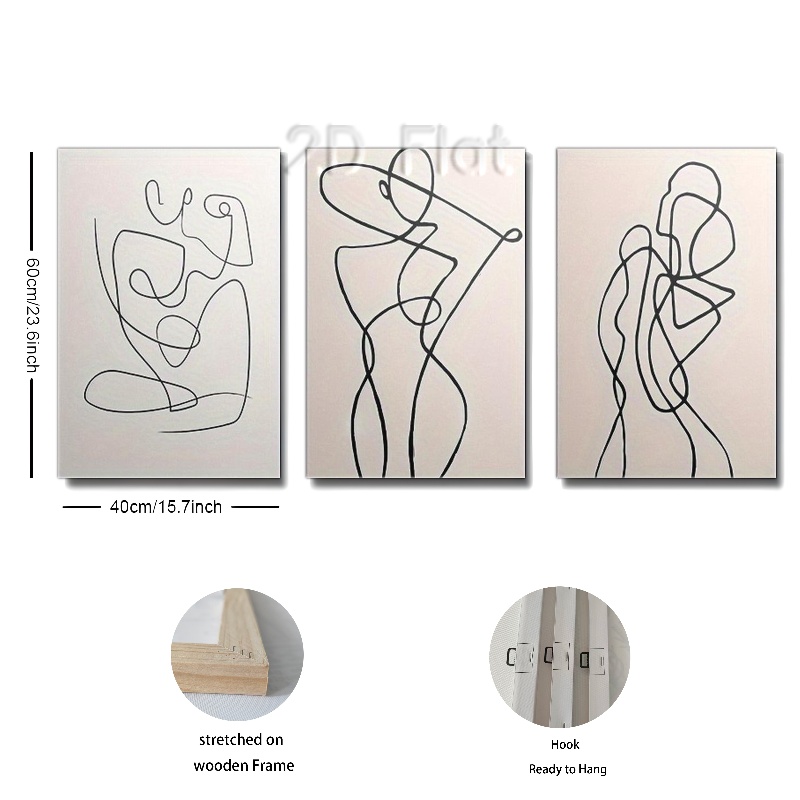 2D Flat
60cm/23.6inch
40cm/15.7inch
stretched on
wooden Frame
Hook
Ready to Hang